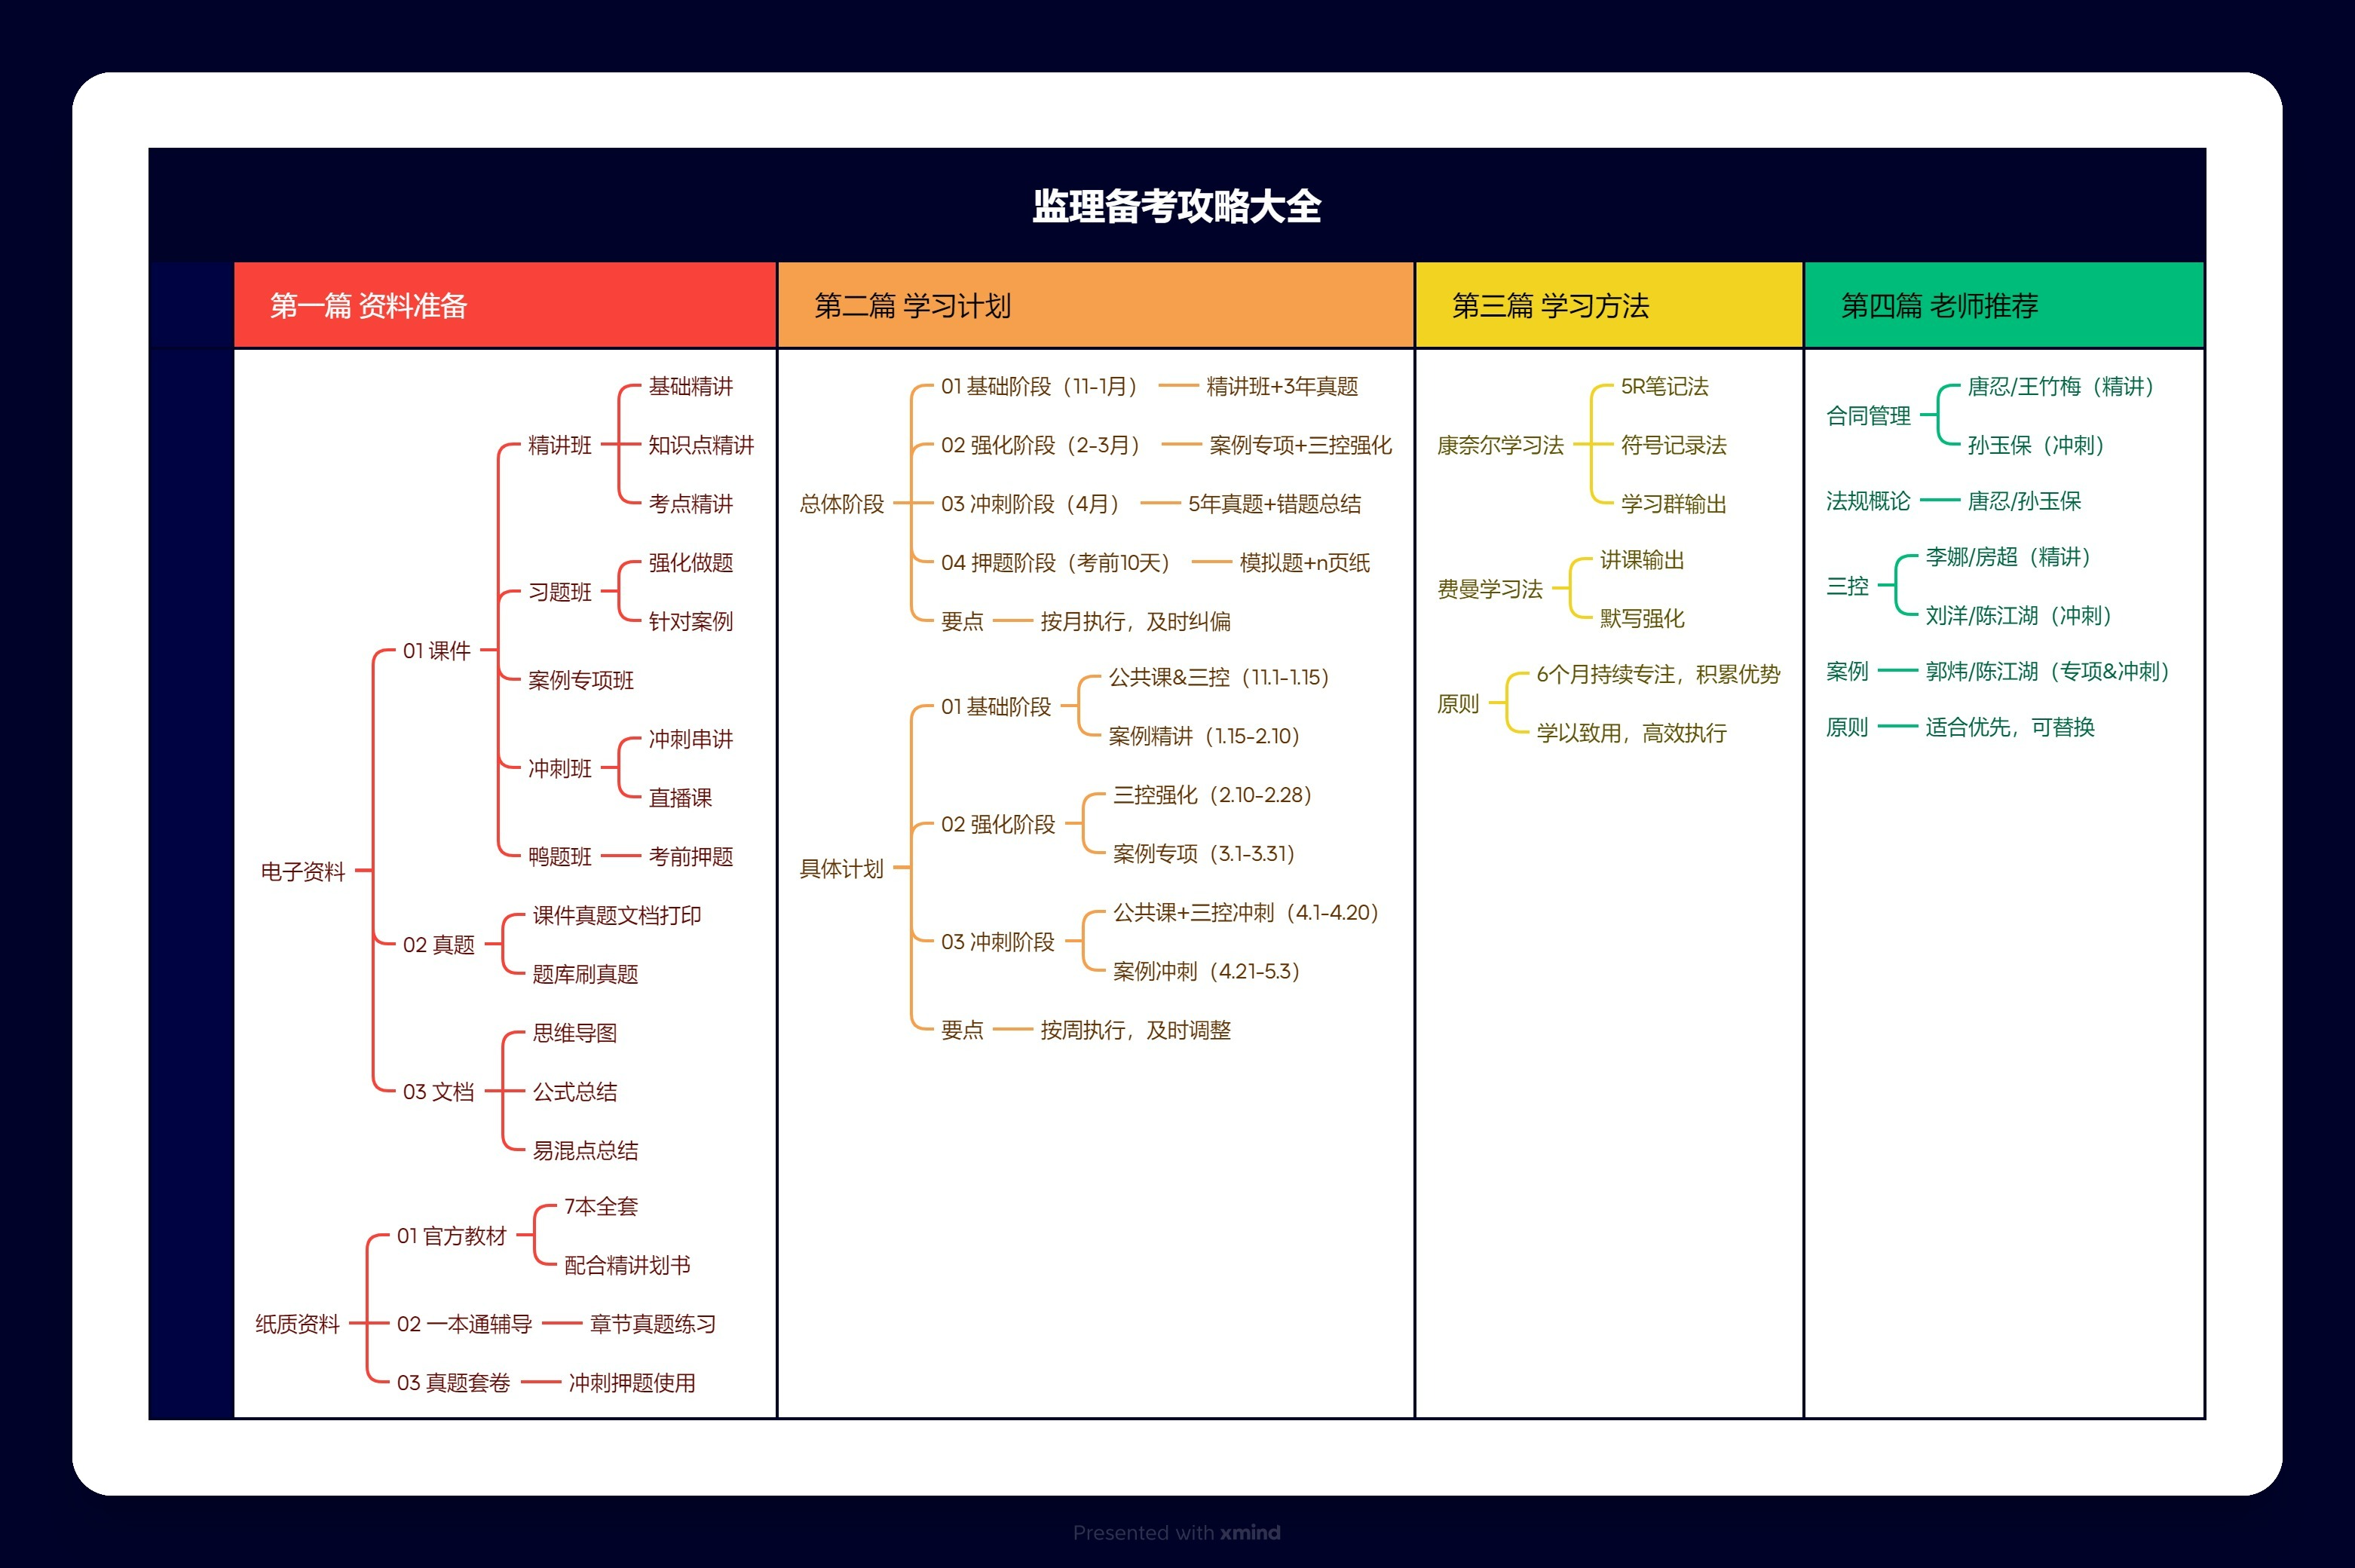 监理备考攻略大全
第一篇 资料准备
电子资料
01 课件
精讲班
基础精讲
知识点精讲
考点精讲
习题班
强化做题
针对案例
案例专项班
冲刺班
冲刺串讲
直播课
鸭题班
考前押题
02 真题
课件真题文档打印
题库刷真题
03 文档
思维导图
公式总结
易混点总结
纸质资料
01 官方教材
7本全套
配合精讲划书
02 一本通辅导
章节真题练习
03 真题套卷
冲刺押题使用
第二篇 学习计划
总体阶段
01 基础阶段（11-1月）
精讲班+3年真题
02 强化阶段（2-3月）
案例专项+三控强化
03 冲刺阶段（4月）
5年真题+错题总结
04 押题阶段（考前10天）
模拟题+n页纸
要点
按月执行，及时纠偏
具体计划
01 基础阶段
公共课&三控（11.1-1.15）
案例精讲（1.15-2.10）
02 强化阶段
三控强化（2.10-2.28）
案例专项（3.1-3.31）
03 冲刺阶段
公共课+三控冲刺（4.1-4.20）
案例冲刺（4.21-5.3）
要点
按周执行，及时调整
第三篇 学习方法
康奈尔学习法
5R笔记法
符号记录法
学习群输出
费曼学习法
讲课输出
默写强化
原则
6个月持续专注，积累优势
学以致用，高效执行
第四篇 老师推荐
合同管理
唐忍/王竹梅（精讲）
孙玉保（冲刺）
法规概论
唐忍/孙玉保
三控
李娜/房超（精讲）
刘洋/陈江湖（冲刺）
案例
郭炜/陈江湖（专项&冲刺）
原则
适合优先，可替换
Presented with xmind